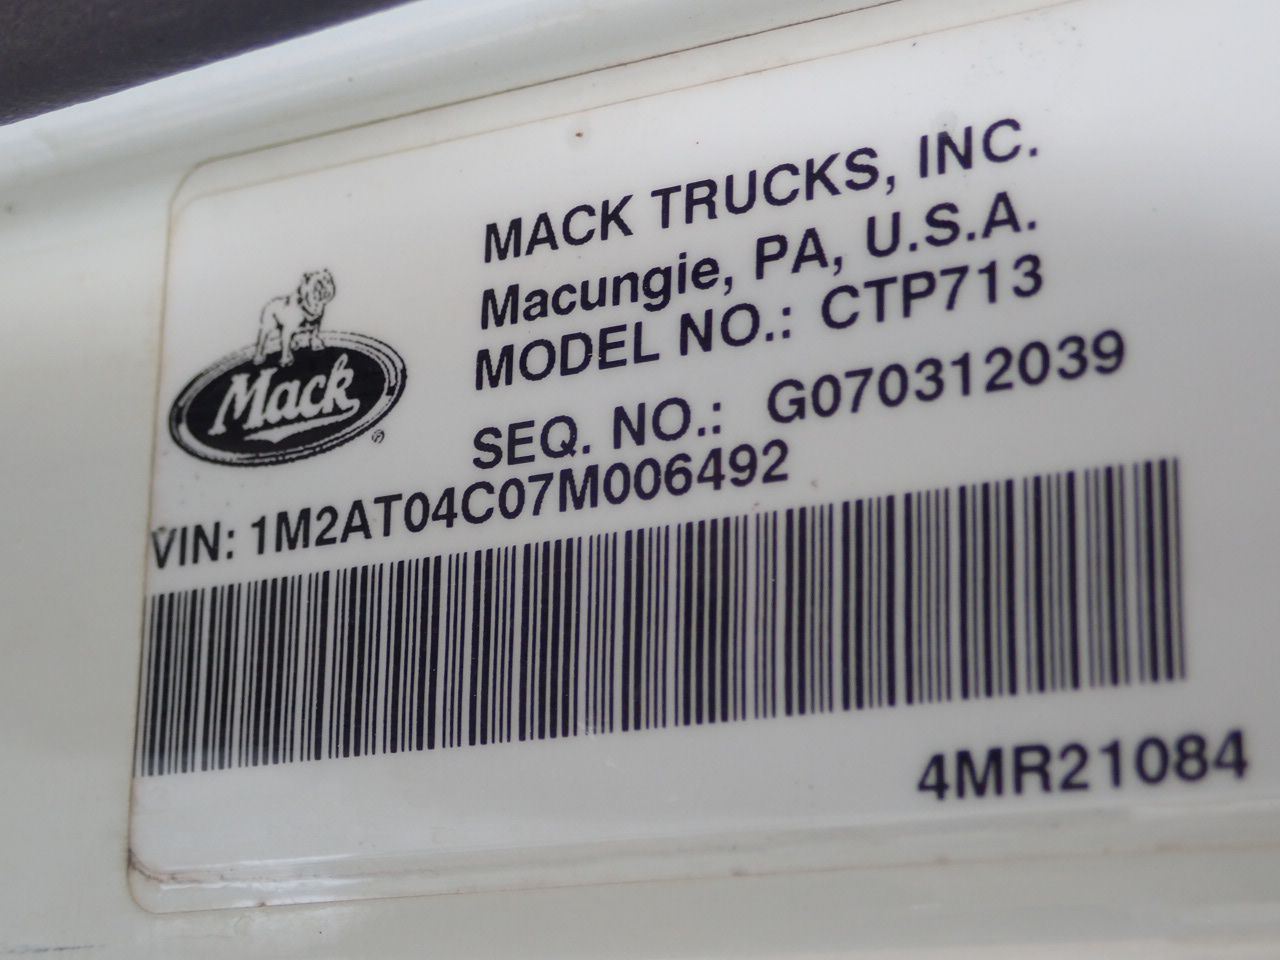 MACK TRUCKS, INC.
Macungie, PA, U.S.A.
MODEL NO.: CTP713
SEQ. NO.: G070312039
Mack
®
VIN: 1M2AT04C07M006492
4MR21084